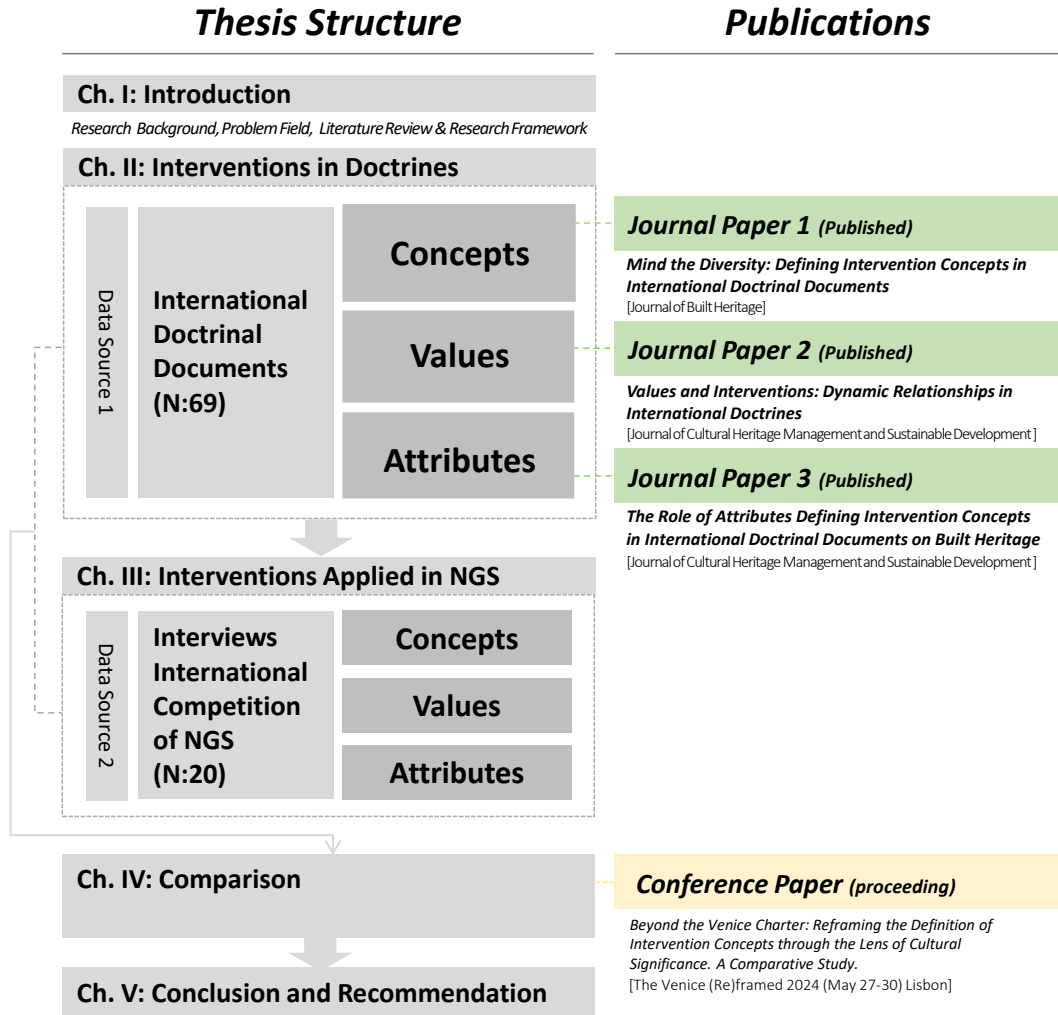 Thesis Structure
Publications
Ch. I: Introduction
Research Background, Problem Field, Literature Review & Research Framework
Ch. II: Interventions in Doctrines
Data Source 1
International
Doctrinal
Documents
(N:69)
Concepts
Values
Attributes
Journal Paper 1 (Published)
Mind the Diversity: Defining Intervention Concepts in
International Doctrinal Documents
[Journal of Built Heritage]
Journal Paper 2 (Published)
Values and Interventions: Dynamic Relationships in
International Doctrines
[Journal of Cultural Heritage Management and Sustainable Development ]
Journal Paper 3 (Published)
The Role of Attributes Defining Intervention Concepts
in International Doctrinal Documents on Built Heritage
[Journal of Cultural Heritage Management and Sustainable Development ]
Ch. III: Interventions Applied in NGS
Data Source 2
Interviews
International
Competition
of NGS
(N:20)
Concepts
Values
Attributes
Ch. IV: Comparison
Conference Paper (proceeding)
Beyond the Venice Charter: Reframing the Definition of
Intervention Concepts through the Lens of Cultural
Significance. A Comparative Study.
[The Venice (Re)framed 2024 (May 27-30) Lisbon]
Ch. V: Conclusion and Recommendation